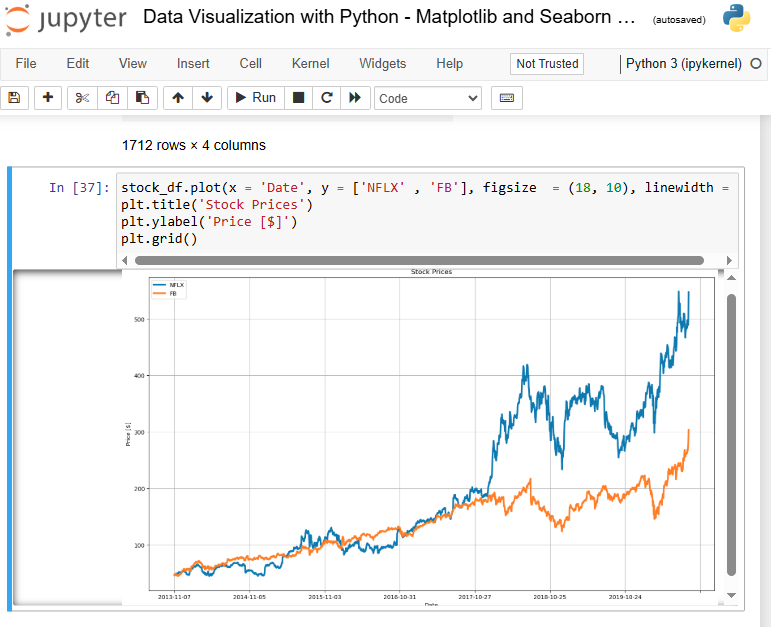 jupyter Data Visualization with Python - Matplotlib and Seaborn ... (autosaved)
File Edit View Insert Cell Kernel Widgets Help Not Trusted Python 3 (ipykernel)
Run Code
1712 rows × 4 columns
In [37]: stock_df.plot(x = 'Date', y = ['NFLX' , 'FB'], figsize  = (18, 10), linewidth =
plt.title('Stock Prices')
plt.ylabel('Price [$]')
plt.grid()
Stock Prices
NFLX
FB
500
400
300
200
100
Price [$]
2013-11-07 2014-11-05 2015-11-03 2016-10-31 2017-10-27 2018-10-25 2019-10-24
Date